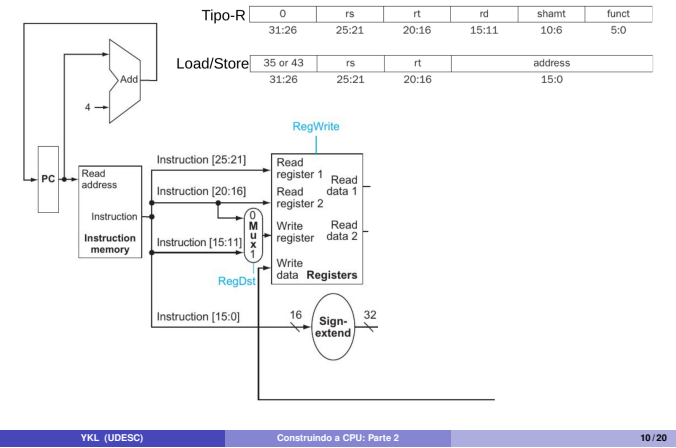 Tipo-R 0 rs rt rd shamt funct
31:26 25:21 20:16 15:11 10:6 5:0
Load/Store 35 or 43 rs rt address
31:26 25:21 20:16 15:0
Add
4
RegWrite
PC
Read
address
Instruction
Instruction
memory
Instruction [25:21]
Instruction [20:16]
Instruction [15:11]
0
M
u
x
1
RegDst
Read
register 1
Read
data 1
Read
register 2
Write
register
Read
data 2
Write
data Registers
Instruction [15:0]
16
Sign-
extend
32
YKL (UDESC) Construindo a CPU: Parte 2 10/20